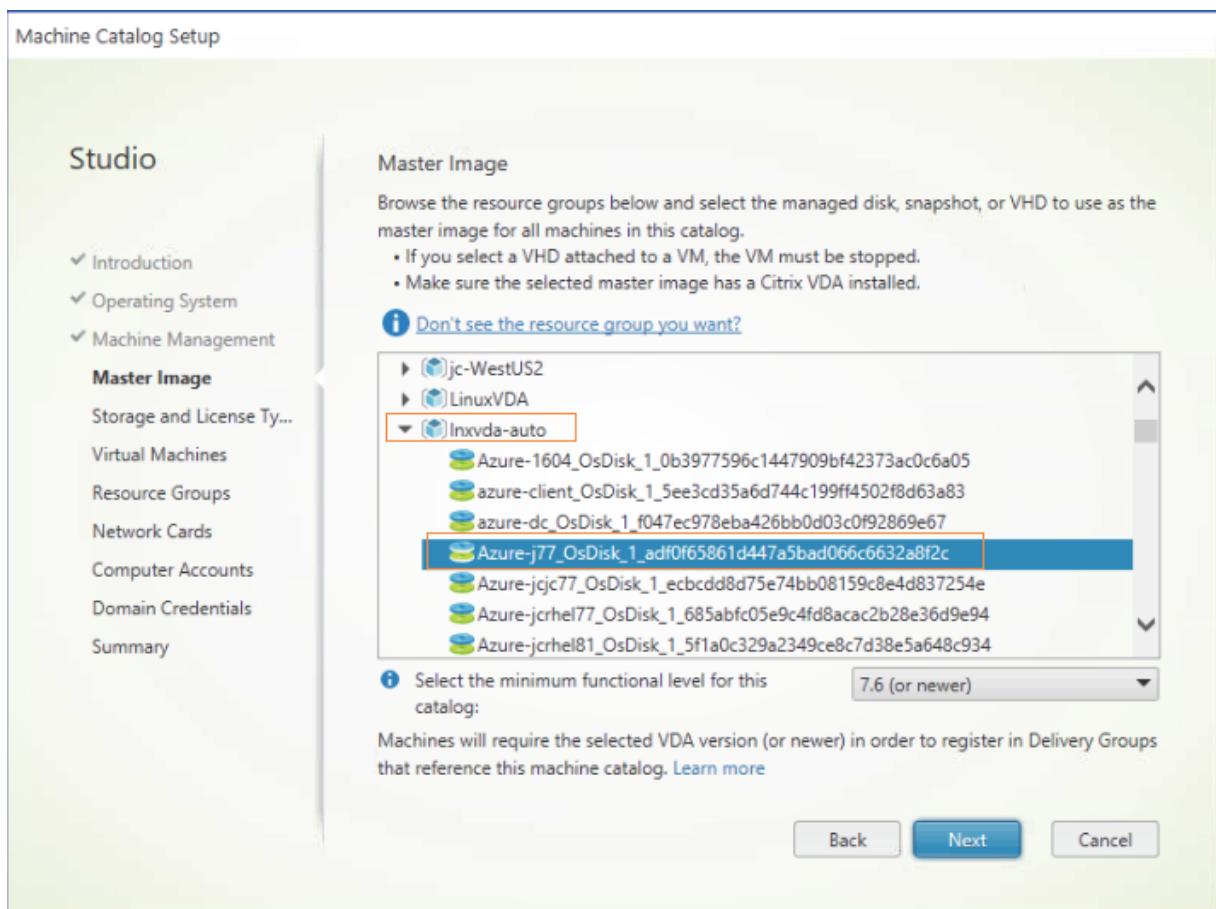 Machine Catalog Setup
Studio
Introduction
Operating System
Machine Management
Master Image
Storage and License Ty...
Virtual Machines
Resource Groups
Network Cards
Computer Accounts
Domain Credentials
Summary
Master Image
Browse the resource groups below and select the managed disk, snapshot, or VHD to use as the
master image for all machines in this catalog.
• If you select a VHD attached to a VM, the VM must be stopped.
• Make sure the selected master image has a Citrix VDA installed.
Don't see the resource group you want?
jc-WestUS2
LinuxVDA
lnxvda-auto
Azure-1604_OsDisk_1_0b3977596c1447909bf42373ac0c6a05
azure-client_OsDisk_1_5ee3cd35a6d744c199ff4502f8d63a83
azure-dc_OsDisk_1_f047ec978eba426bb0d03c0f92869e67
Azure-j77_OsDisk_1_adf0f65861d447a5bad066c6632a8f2c
Azure-jcjc77_OsDisk_1_ecbcdd8d75e74bb08159c8e4d837254e
Azure-jcrhel77_OsDisk_1_685abfc05e9c4fd8acac2b28e36d9e94
Azure-jcrhel81_OsDisk_1_5f1a0c329a2349ce8c7d38e5a648c934
Select the minimum functional level for this
catalog:
7.6 (or newer)
Machines will require the selected VDA version (or newer) in order to register in Delivery Groups
that reference this machine catalog. Learn more
Back
Next
Cancel